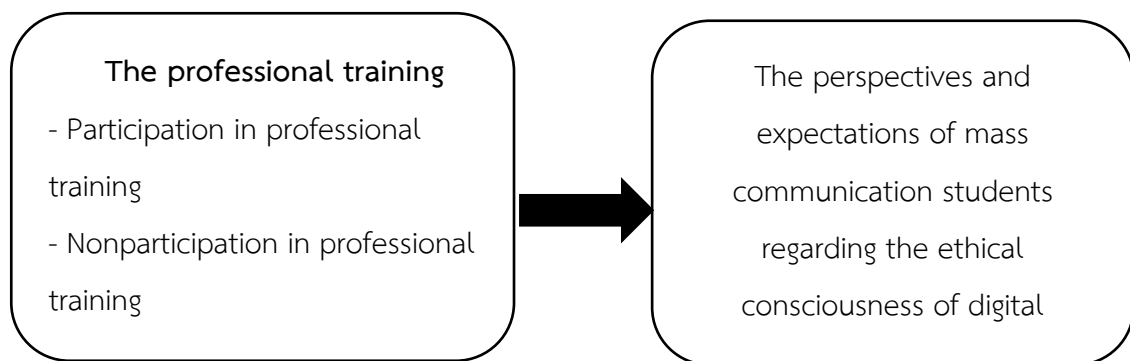 The professional training
- Participation in professional
training
- Nonparticipation in professional
training
The perspectives and
expectations of mass
communication students
regarding the ethical
consciousness of digital